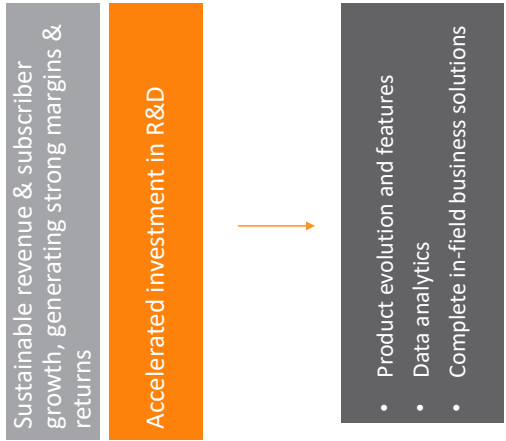 Sustainable revenue & subscriber
growth, generating strong margins &
returns
Accelerated investment in R&D
• Product evolution and features
• Data analytics
• Complete in-field business solutions